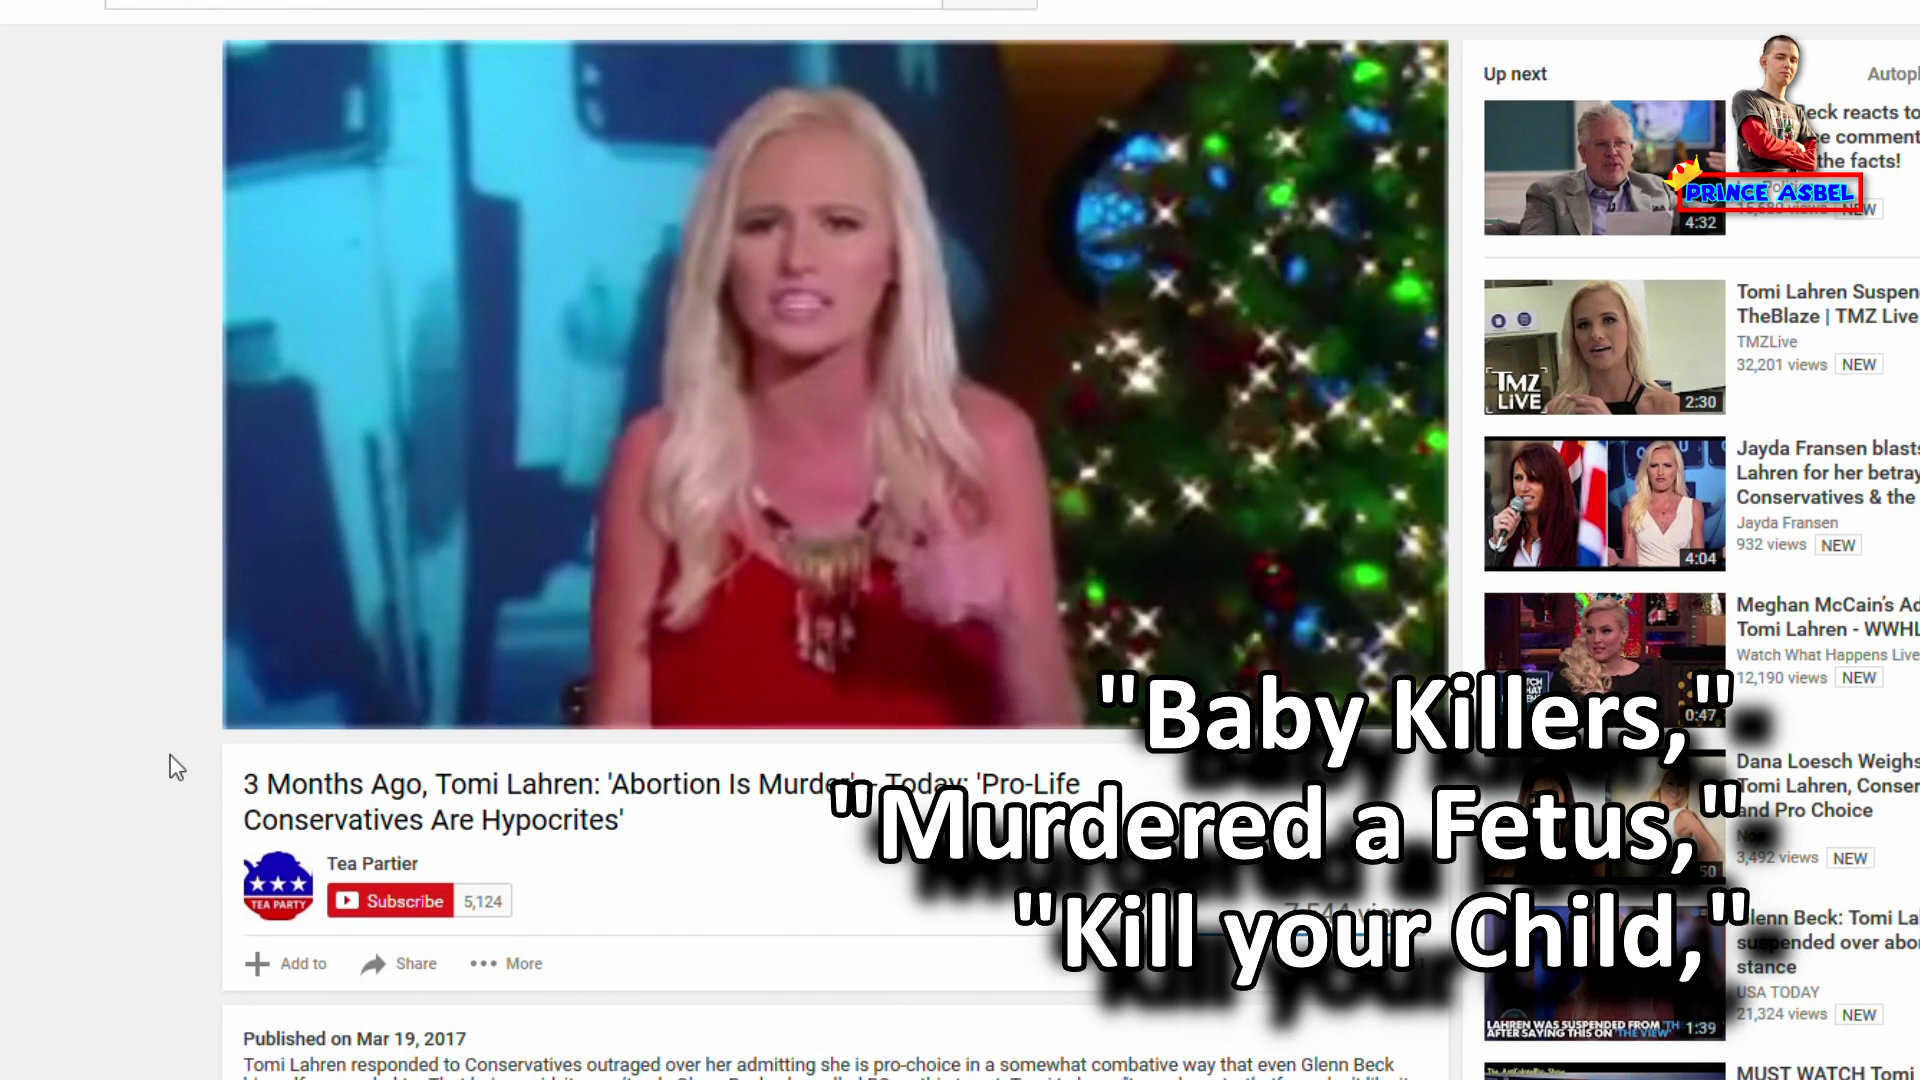 Up next
Autopl
eck reacts to
e comment
the facts!
PRINCE ASBEL
NEW
4:32
Tomi Lahren Suspen
TheBlaze | TMZ Live
TMZLive
32,201 views NEW
TMZ
LIVE
2:30
Jayda Fransen blasts
Lahren for her betray
Conservatives & the
Jayda Fransen
932 views NEW
4:04
Meghan McCain's Ad
Tomi Lahren - WWHL
Watch What Happens Live
12,190 views NEW
0:47
"Baby Killers,"
"Murdered a Fetus,"
"Kill your Child,"
3 Months Ago, Tomi Lahren: 'Abortion Is Murder' - Today: 'Pro-Life
Conservatives Are Hypocrites'
Tea Partier
TEA PARTY
Subscribe 5,124
Add to Share More
Dana Loesch Weighs
Tomi Lahren, Conser
and Pro Choice
3,492 views NEW
50
lenn Beck: Tomi La
suspended over abo
stance
USA TODAY
21,324 views NEW
LAHREN WAS SUSPENDED FROM
AFTER SAYING THIS ON 'THE VIEW'
1:39
Published on Mar 19, 2017
Tomi Lahren responded to Conservatives outraged over her admitting she is pro-choice in a somewhat combative way that even Glenn Beck
MUST WATCH Tomi